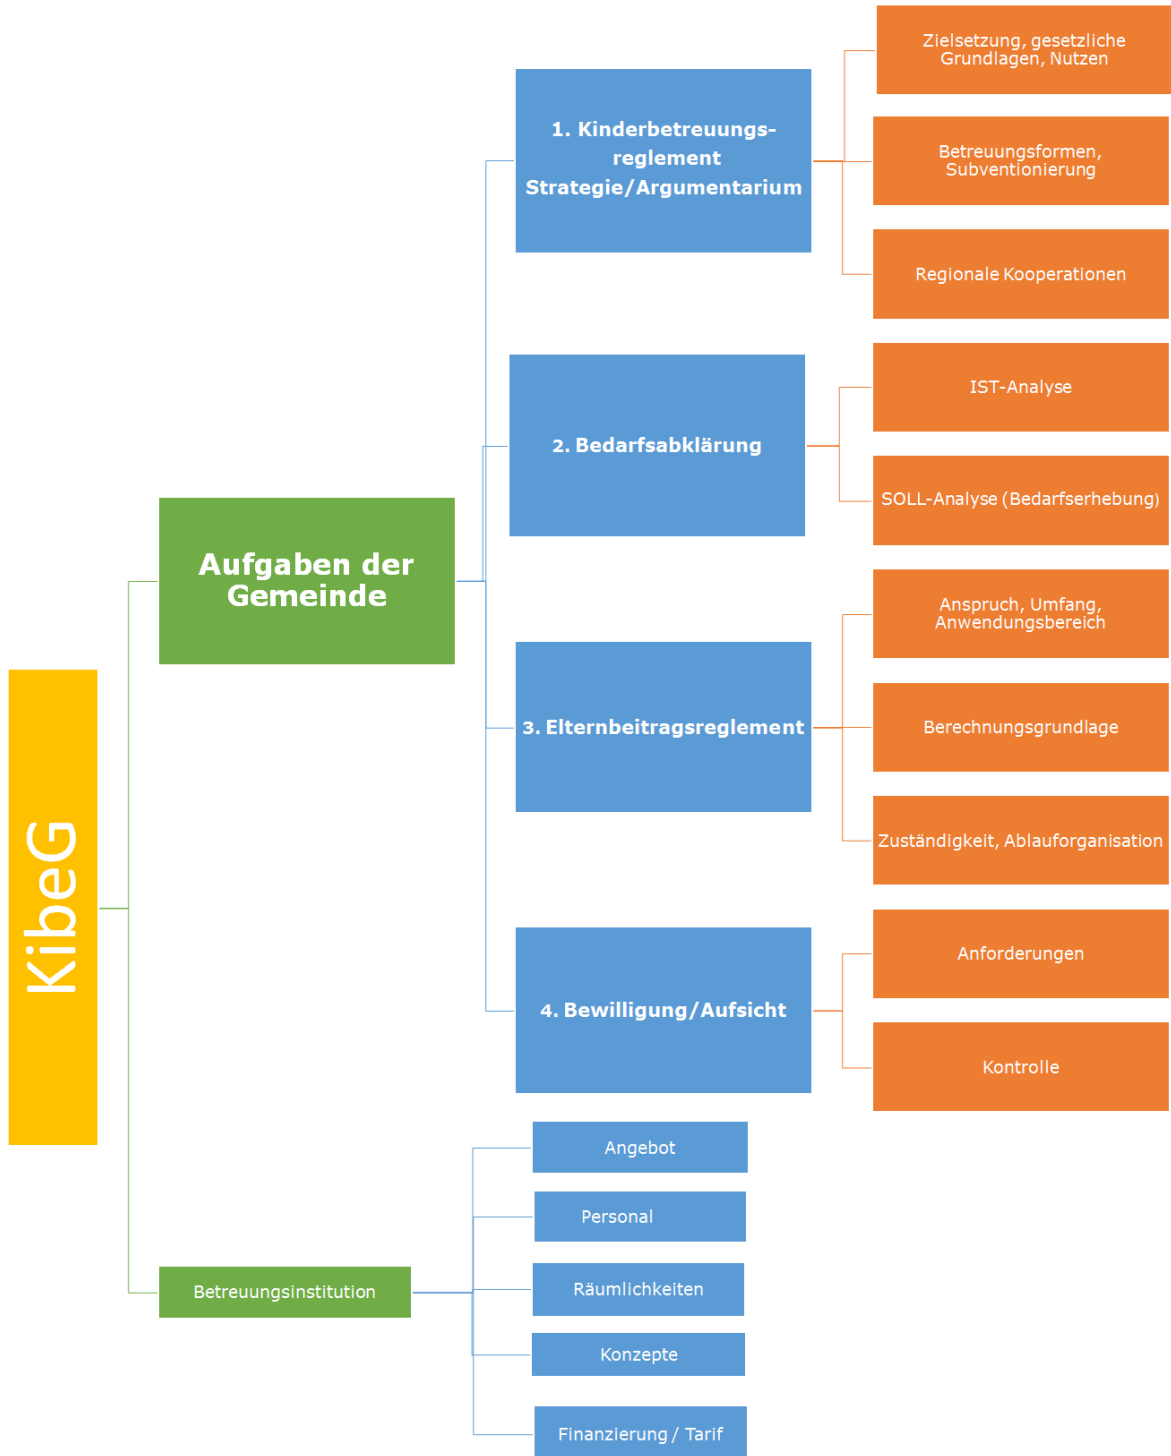 KibeG
Aufgaben der
Gemeinde
1. Kinderbetreuungs-
reglement
Strategie/Argumentarium
Zielsetzung, gesetzliche
Grundlagen, Nutzen
Betreuungsformen,
Subventionierung
Regionale Kooperationen
2. Bedarfsabklärung
IST-Analyse
SOLL-Analyse (Bedarfserhebung)
3. Elternbeitragsreglement
Anspruch, Umfang,
Anwendungsbereich
Berechnungsgrundlage
Zuständigkeit, Ablauforganisation
4. Bewilligung/Aufsicht
Anforderungen
Kontrolle
Betreuungsinstitution
Angebot
Personal
Räumlichkeiten
Konzepte
Finanzierung / Tarif